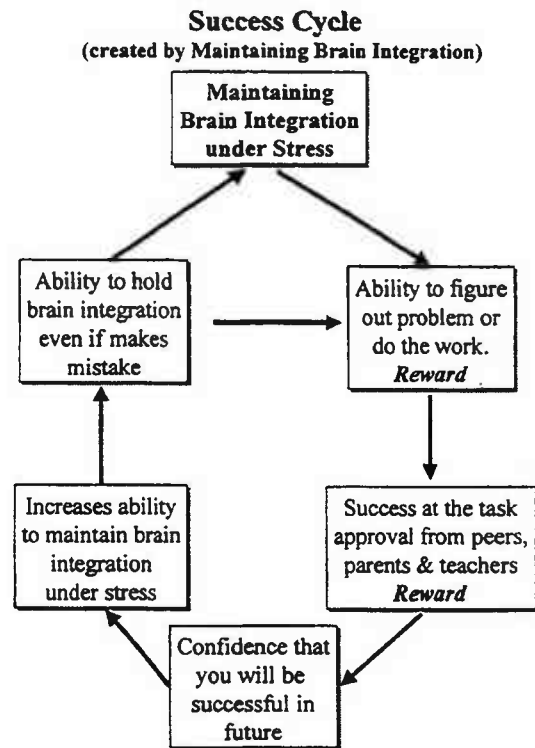 Success Cycle
(created by Maintaining Brain Integration)
Maintaining
Brain Integration
under Stress
Ability to figure
out problem or
do the work.
Reward
Success at the task
approval from peers,
parents & teachers
Reward
Confidence that
you will be
successful in
future
Increases ability
to maintain brain
integration
under stress
Ability to hold
brain integration
even if makes
mistake